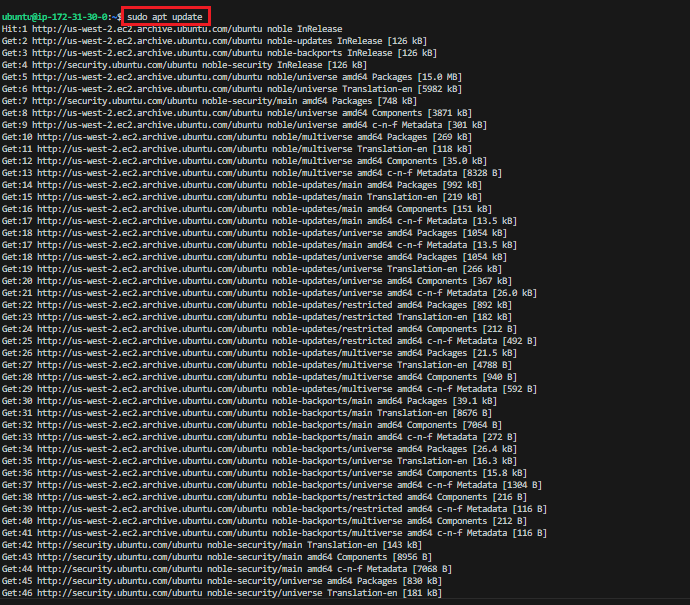 ubuntu@ip-172-31-30-0:~$ sudo apt update
Hit:1 http://us-west-2.ec2.archive.ubuntu.com/ubuntu noble InRelease
Get:2 http://us-west-2.ec2.archive.ubuntu.com/ubuntu noble-updates InRelease [126 kB]
Get:3 http://us-west-2.ec2.archive.ubuntu.com/ubuntu noble-backports InRelease [126 kB]
Get:4 http://security.ubuntu.com/ubuntu noble-security InRelease [126 kB]
Get:5 http://us-west-2.ec2.archive.ubuntu.com/ubuntu noble/universe amd64 Packages [15.0 MB]
Get:6 http://us-west-2.ec2.archive.ubuntu.com/ubuntu noble/universe Translation-en [5982 kB]
Get:7 http://security.ubuntu.com/ubuntu noble-security/main amd64 Packages [748 kB]
Get:8 http://us-west-2.ec2.archive.ubuntu.com/ubuntu noble/universe amd64 Components [3871 kB]
Get:9 http://us-west-2.ec2.archive.ubuntu.com/ubuntu noble/universe amd64 c-n-f Metadata [301 kB]
Get:10 http://us-west-2.ec2.archive.ubuntu.com/ubuntu noble/multiverse amd64 Packages [269 kB]
Get:11 http://us-west-2.ec2.archive.ubuntu.com/ubuntu noble/multiverse Translation-en [118 kB]
Get:12 http://us-west-2.ec2.archive.ubuntu.com/ubuntu noble/multiverse amd64 Components [35.0 kB]
Get:13 http://us-west-2.ec2.archive.ubuntu.com/ubuntu noble/multiverse amd64 c-n-f Metadata [8328 B]
Get:14 http://us-west-2.ec2.archive.ubuntu.com/ubuntu noble-updates/main amd64 Packages [992 kB]
Get:15 http://us-west-2.ec2.archive.ubuntu.com/ubuntu noble-updates/main Translation-en [219 kB]
Get:16 http://us-west-2.ec2.archive.ubuntu.com/ubuntu noble-updates/main amd64 Components [151 kB]
Get:17 http://us-west-2.ec2.archive.ubuntu.com/ubuntu noble-updates/main amd64 c-n-f Metadata [13.5 kB]
Get:18 http://us-west-2.ec2.archive.ubuntu.com/ubuntu noble-updates/universe amd64 Packages [1054 kB]
Get:17 http://us-west-2.ec2.archive.ubuntu.com/ubuntu noble-updates/main amd64 c-n-f Metadata [13.5 kB]
Get:18 http://us-west-2.ec2.archive.ubuntu.com/ubuntu noble-updates/universe amd64 Packages [1054 kB]
Get:19 http://us-west-2.ec2.archive.ubuntu.com/ubuntu noble-updates/universe Translation-en [266 kB]
Get:20 http://us-west-2.ec2.archive.ubuntu.com/ubuntu noble-updates/universe amd64 Components [367 kB]
Get:21 http://us-west-2.ec2.archive.ubuntu.com/ubuntu noble-updates/universe amd64 c-n-f Metadata [26.0 kB]
Get:22 http://us-west-2.ec2.archive.ubuntu.com/ubuntu noble-updates/restricted amd64 Packages [892 kB]
Get:23 http://us-west-2.ec2.archive.ubuntu.com/ubuntu noble-updates/restricted Translation-en [182 kB]
Get:24 http://us-west-2.ec2.archive.ubuntu.com/ubuntu noble-updates/restricted amd64 Components [212 B]
Get:25 http://us-west-2.ec2.archive.ubuntu.com/ubuntu noble-updates/restricted amd64 c-n-f Metadata [492 B]
Get:26 http://us-west-2.ec2.archive.ubuntu.com/ubuntu noble-updates/multiverse amd64 Packages [21.5 kB]
Get:27 http://us-west-2.ec2.archive.ubuntu.com/ubuntu noble-updates/multiverse Translation-en [4788 B]
Get:28 http://us-west-2.ec2.archive.ubuntu.com/ubuntu noble-updates/multiverse amd64 Components [940 B]
Get:29 http://us-west-2.ec2.archive.ubuntu.com/ubuntu noble-updates/multiverse amd64 c-n-f Metadata [592 B]
Get:30 http://us-west-2.ec2.archive.ubuntu.com/ubuntu noble-backports/main amd64 Packages [39.1 kB]
Get:31 http://us-west-2.ec2.archive.ubuntu.com/ubuntu noble-backports/main Translation-en [8676 B]
Get:32 http://us-west-2.ec2.archive.ubuntu.com/ubuntu noble-backports/main amd64 Components [7064 B]
Get:33 http://us-west-2.ec2.archive.ubuntu.com/ubuntu noble-backports/main amd64 c-n-f Metadata [272 B]
Get:34 http://us-west-2.ec2.archive.ubuntu.com/ubuntu noble-backports/universe amd64 Packages [26.4 kB]
Get:35 http://us-west-2.ec2.archive.ubuntu.com/ubuntu noble-backports/universe Translation-en [16.3 kB]
Get:36 http://us-west-2.ec2.archive.ubuntu.com/ubuntu noble-backports/universe amd64 Components [15.8 kB]
Get:37 http://us-west-2.ec2.archive.ubuntu.com/ubuntu noble-backports/universe amd64 c-n-f Metadata [1304 B]
Get:38 http://us-west-2.ec2.archive.ubuntu.com/ubuntu noble-backports/restricted amd64 Components [216 B]
Get:39 http://us-west-2.ec2.archive.ubuntu.com/ubuntu noble-backports/restricted amd64 c-n-f Metadata [116 B]
Get:40 http://us-west-2.ec2.archive.ubuntu.com/ubuntu noble-backports/multiverse amd64 Components [212 B]
Get:41 http://us-west-2.ec2.archive.ubuntu.com/ubuntu noble-backports/multiverse amd64 c-n-f Metadata [116 B]
Get:42 http://security.ubuntu.com/ubuntu noble-security/main Translation-en [143 kB]
Get:43 http://security.ubuntu.com/ubuntu noble-security/main amd64 Components [8956 B]
Get:44 http://security.ubuntu.com/ubuntu noble-security/main amd64 c-n-f Metadata [7068 B]
Get:45 http://security.ubuntu.com/ubuntu noble-security/universe amd64 Packages [830 kB]
Get:46 http://security.ubuntu.com/ubuntu noble-security/universe Translation-en [181 kB]